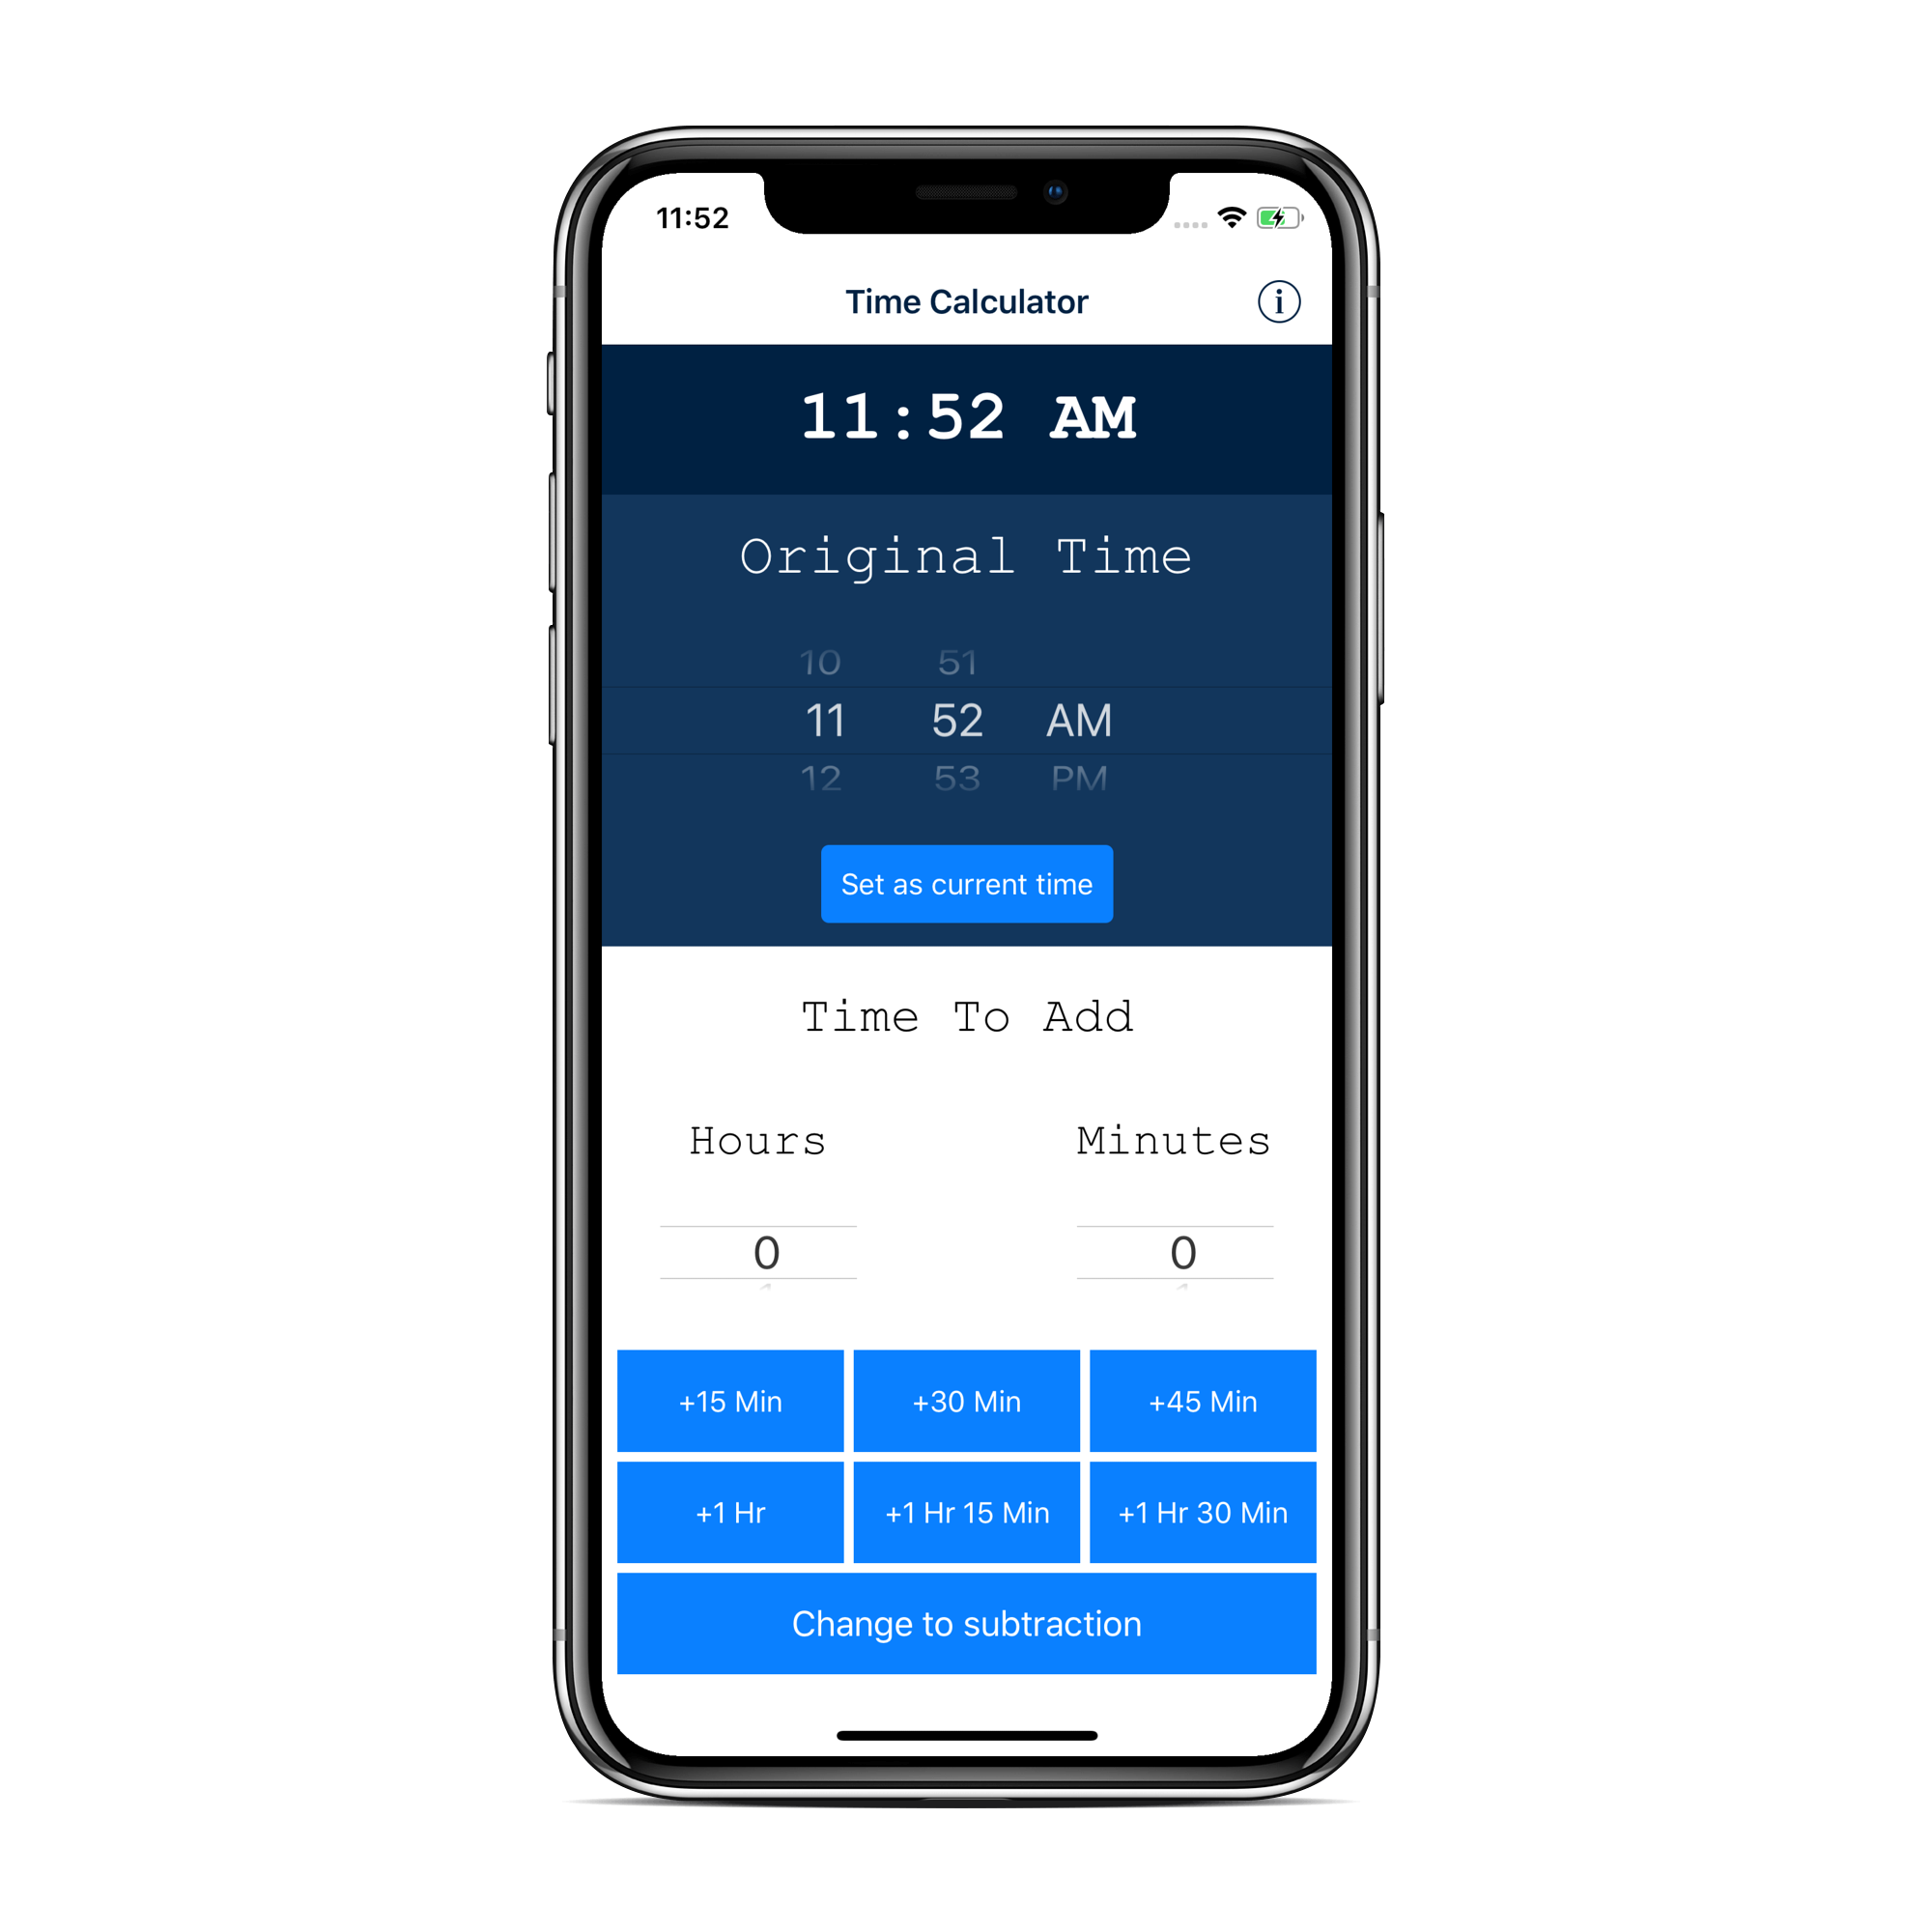 11:52
Time Calculator i
11:52 AM
Original Time
10 51
11 52 AM
12 53 PM
Set as current time
Time To Add
Hours Minutes
0 0
+15 Min +30 Min +45 Min
+1 Hr +1 Hr 15 Min +1 Hr 30 Min
Change to subtraction